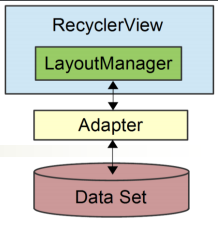 RecyclerView
LayoutManager
Adapter
Data Set